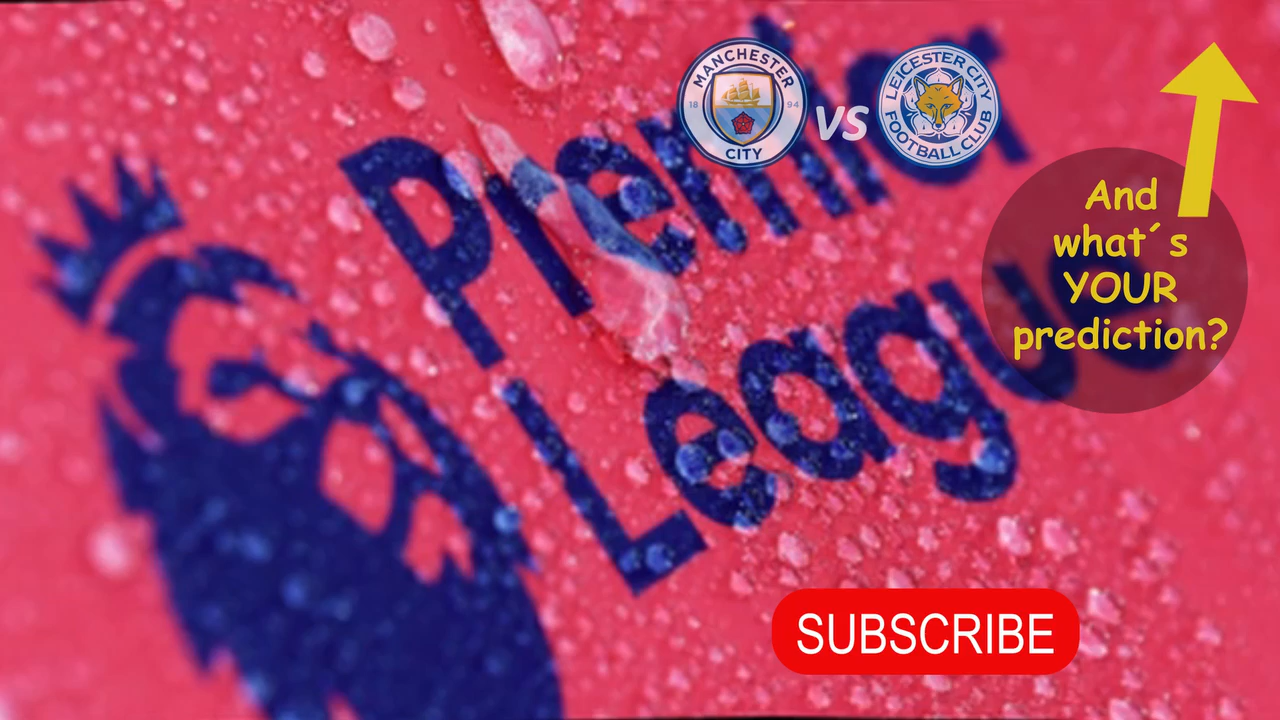 Premier
League
MANCHESTER
18 94
CITY
VS
LEICESTER CITY
FOOTBALL CLUB
And
what´s
YOUR
prediction?
SUBSCRIBE